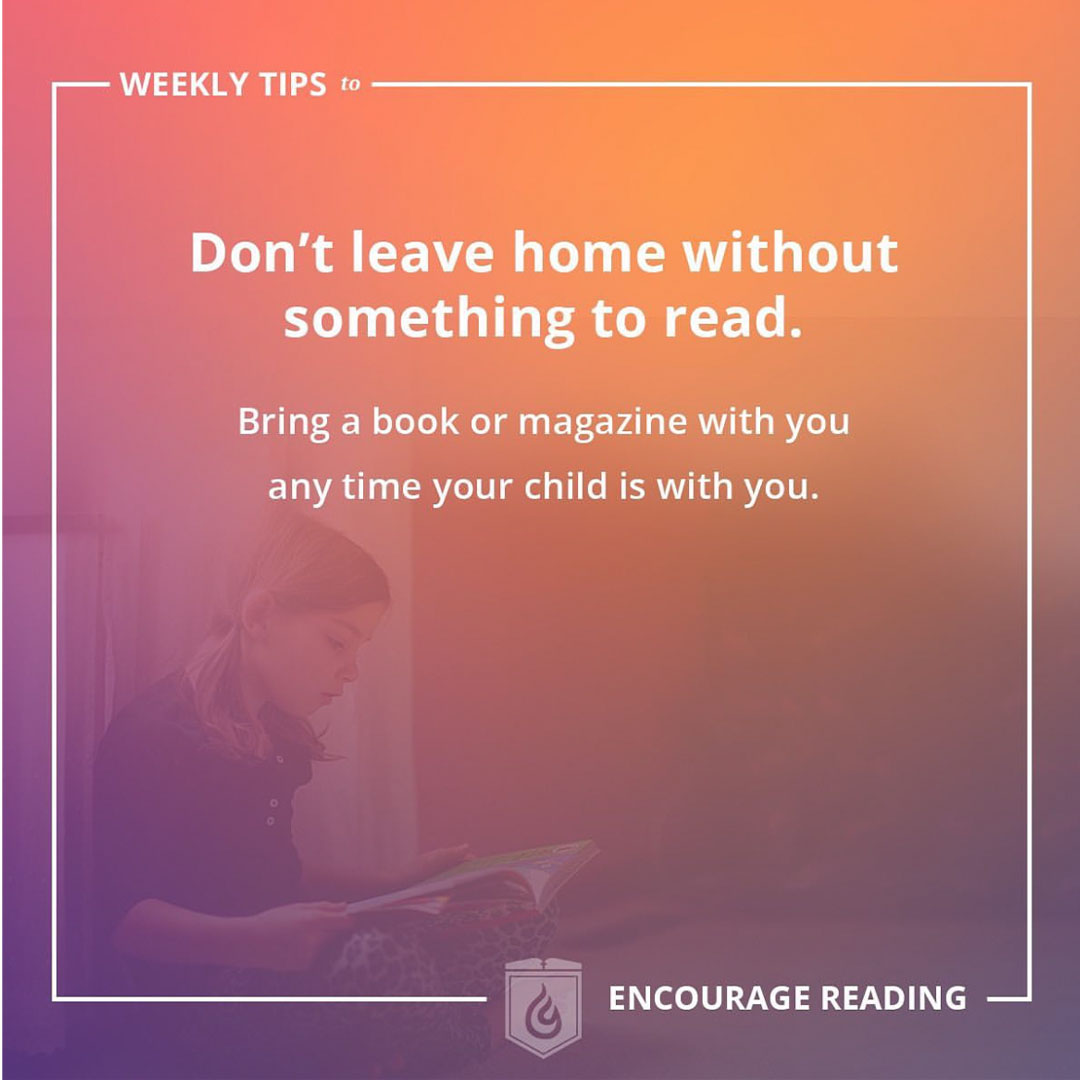 WEEKLY TIPS to
Don’t leave home without
something to read.
Bring a book or magazine with you
any time your child is with you.
ENCOURAGE READING